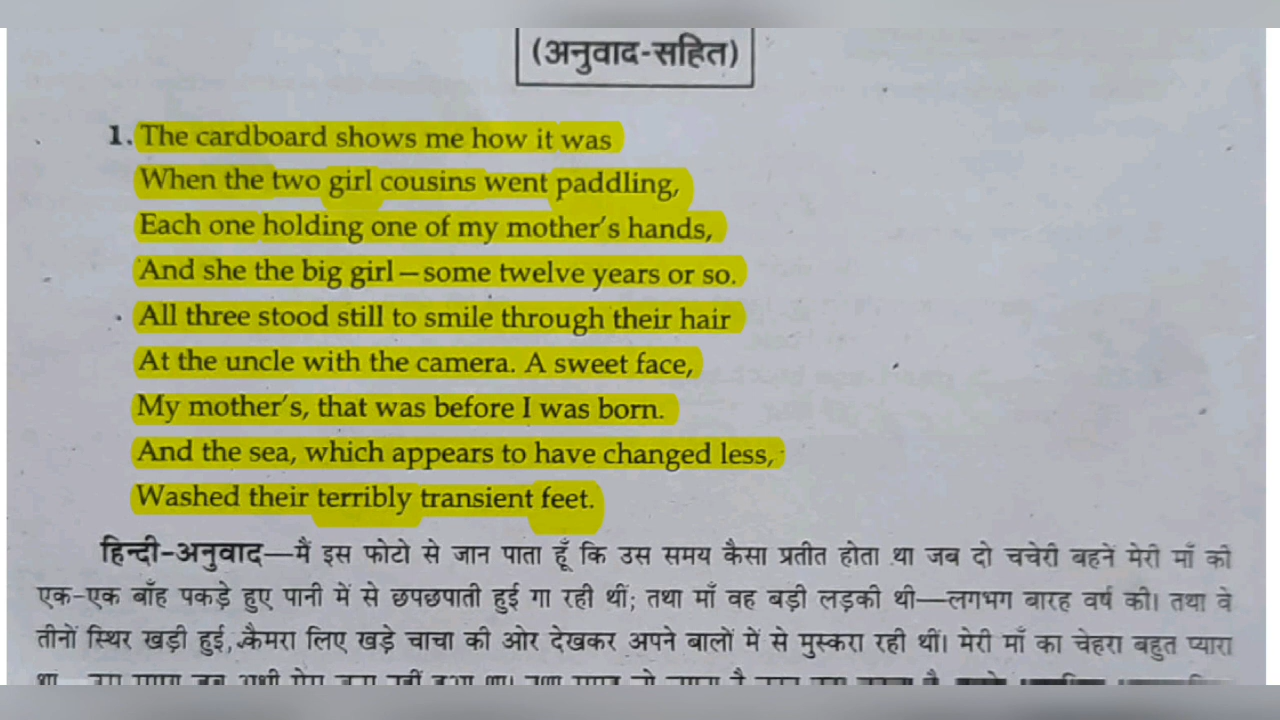 (अनुवाद-सहित)
1. The cardboard shows me how it was
When the two girl cousins went paddling,
Each one holding one of my mother's hands,
And she the big girl—some twelve years or so.
All three stood still to smile through their hair
At the uncle with the camera. A sweet face,
My mother's, that was before I was born.
And the sea, which appears to have changed less,
Washed their terribly transient feet.
हिन्दी-अनुवाद—मैं इस फोटो से जान पाता हूँ कि उस समय कैसा प्रतीत होता था जब दो चचेरी बहनें मेरी माँ की
एक-एक बाँह पकड़े हुए पानी में से छपछपाती हुई गा रही थीं; तथा माँ वह बड़ी लड़की थी—लगभग बारह वर्ष की। तथा वे
तीनों स्थिर खड़ी हुई, कैमरा लिए खड़े चाचा की ओर देखकर अपने बालों में से मुस्करा रही थीं। मेरी माँ का चेहरा बहुत प्यारा